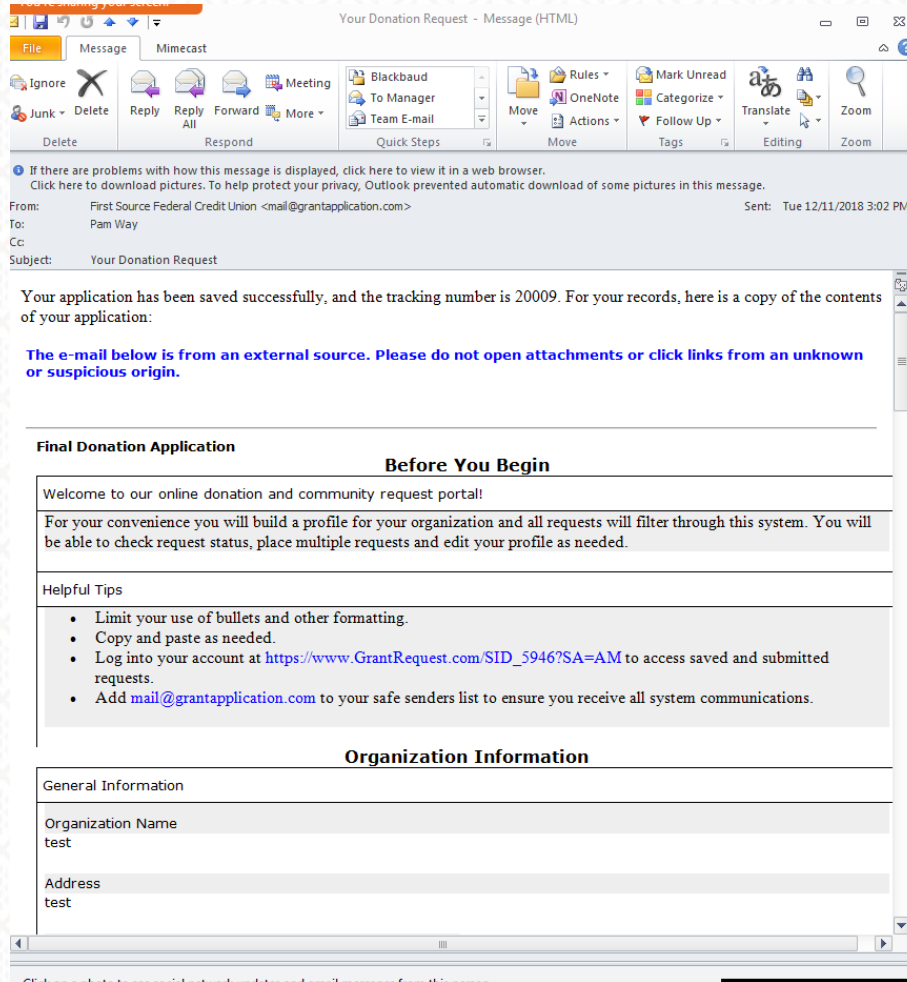 You're sharing your screen!
Your Donation Request - Message (HTML)
File Message Mimecast
Ignore
Junk
Delete
Reply
Reply All
Forward
Meeting
More
Blackbaud
To Manager
Team E-mail
Move
Rules
OneNote
Actions
Mark Unread
Categorize
Follow Up
Translate
Zoom
Delete Respond Quick Steps Move Tags Editing Zoom
If there are problems with how this message is displayed, click here to view it in a web browser.
Click here to download pictures. To help protect your privacy, Outlook prevented automatic download of some pictures in this message.
From: First Source Federal Credit Union <mail@grantapplication.com> Sent: Tue 12/11/2018 3:02 PM
To: Pam Way
Cc:
Subject: Your Donation Request
Your application has been saved successfully, and the tracking number is 20009. For your records, here is a copy of the contents
of your application:
The e-mail below is from an external source. Please do not open attachments or click links from an unknown
or suspicious origin.
Final Donation Application
Before You Begin
Welcome to our online donation and community request portal!
For your convenience you will build a profile for your organization and all requests will filter through this system. You will
be able to check request status, place multiple requests and edit your profile as needed.
Helpful Tips
• Limit your use of bullets and other formatting.
• Copy and paste as needed.
• Log into your account at https://www.GrantRequest.com/SID_5946?SA=AM to access saved and submitted
requests.
• Add mail@grantapplication.com to your safe senders list to ensure you receive all system communications.
Organization Information
General Information
Organization Name
test
Address
test